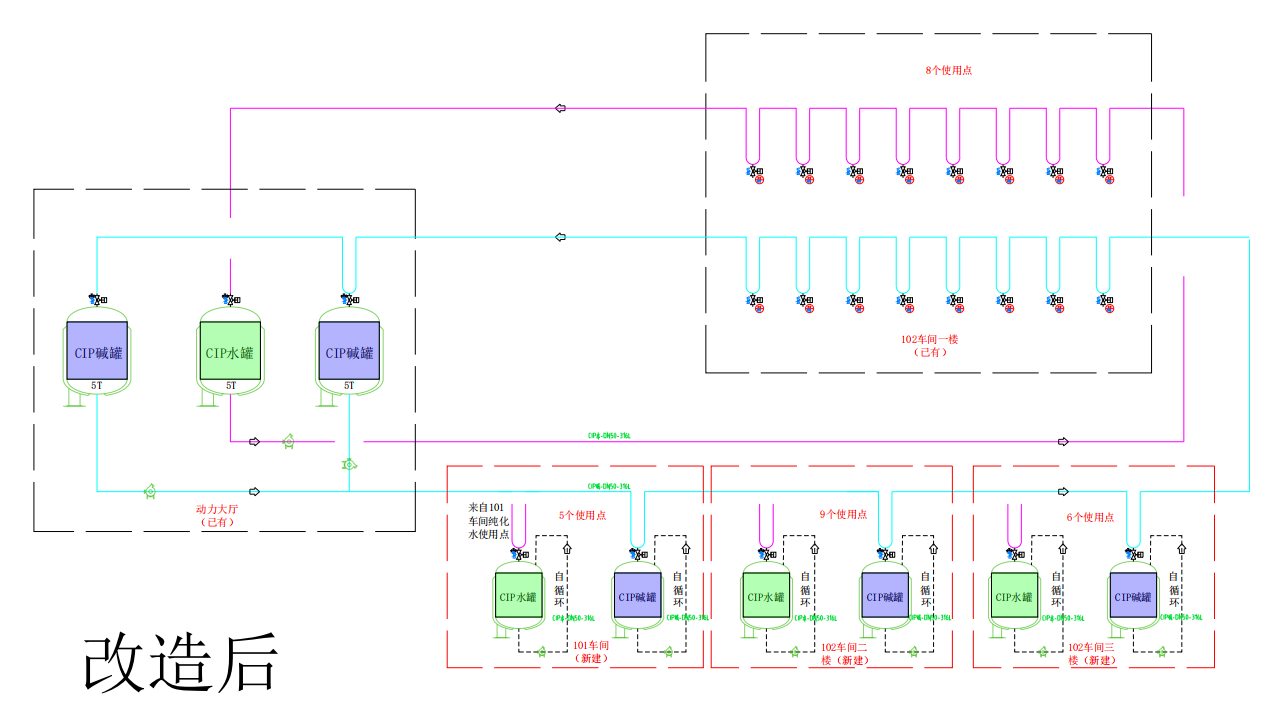 8个使用点
102车间一楼
（已有）
CIP碱罐
5T
CIP水罐
5T
CIP碱罐
5T
动力大厅
（已有）
来自101
车间纯化
水使用点
5个使用点
CIP水罐
自循环
CIP碱罐
自循环
101车间
（新建）
9个使用点
CIP水罐
自循环
CIP碱罐
自循环
102车间二
楼（新建）
6个使用点
CIP水罐
自循环
CIP碱罐
自循环
102车间三
楼（新建）
改造后